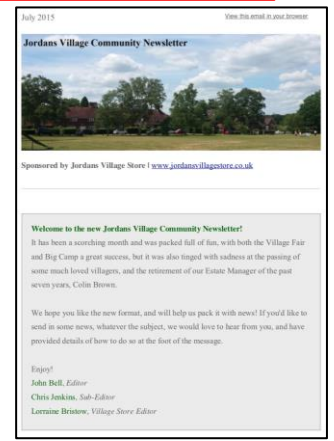 July 2015
View this email in your browser
Jordans Village Community Newsletter
Sponsored by Jordans Village Store | www.jordansvillagestore.co.uk
Welcome to the new Jordans Village Community Newsletter!
It has been a scorching month and was packed full of fun, with both the Village Fair
and Big Camp a great success, but it was also tinged with sadness at the passing of
some much loved villagers, and the retirement of our Estate Manager of the past
seven years, Colin Brown.
We hope you like the new format, and will help us pack it with news! If you'd like to
send in some news, whatever the subject, we would love to hear from you, and have
provided details of how to do so at the foot of the message.
Enjoy!
John Bell, Editor
Chris Jenkins, Sub-Editor
Lorraine Bristow, Village Store Editor